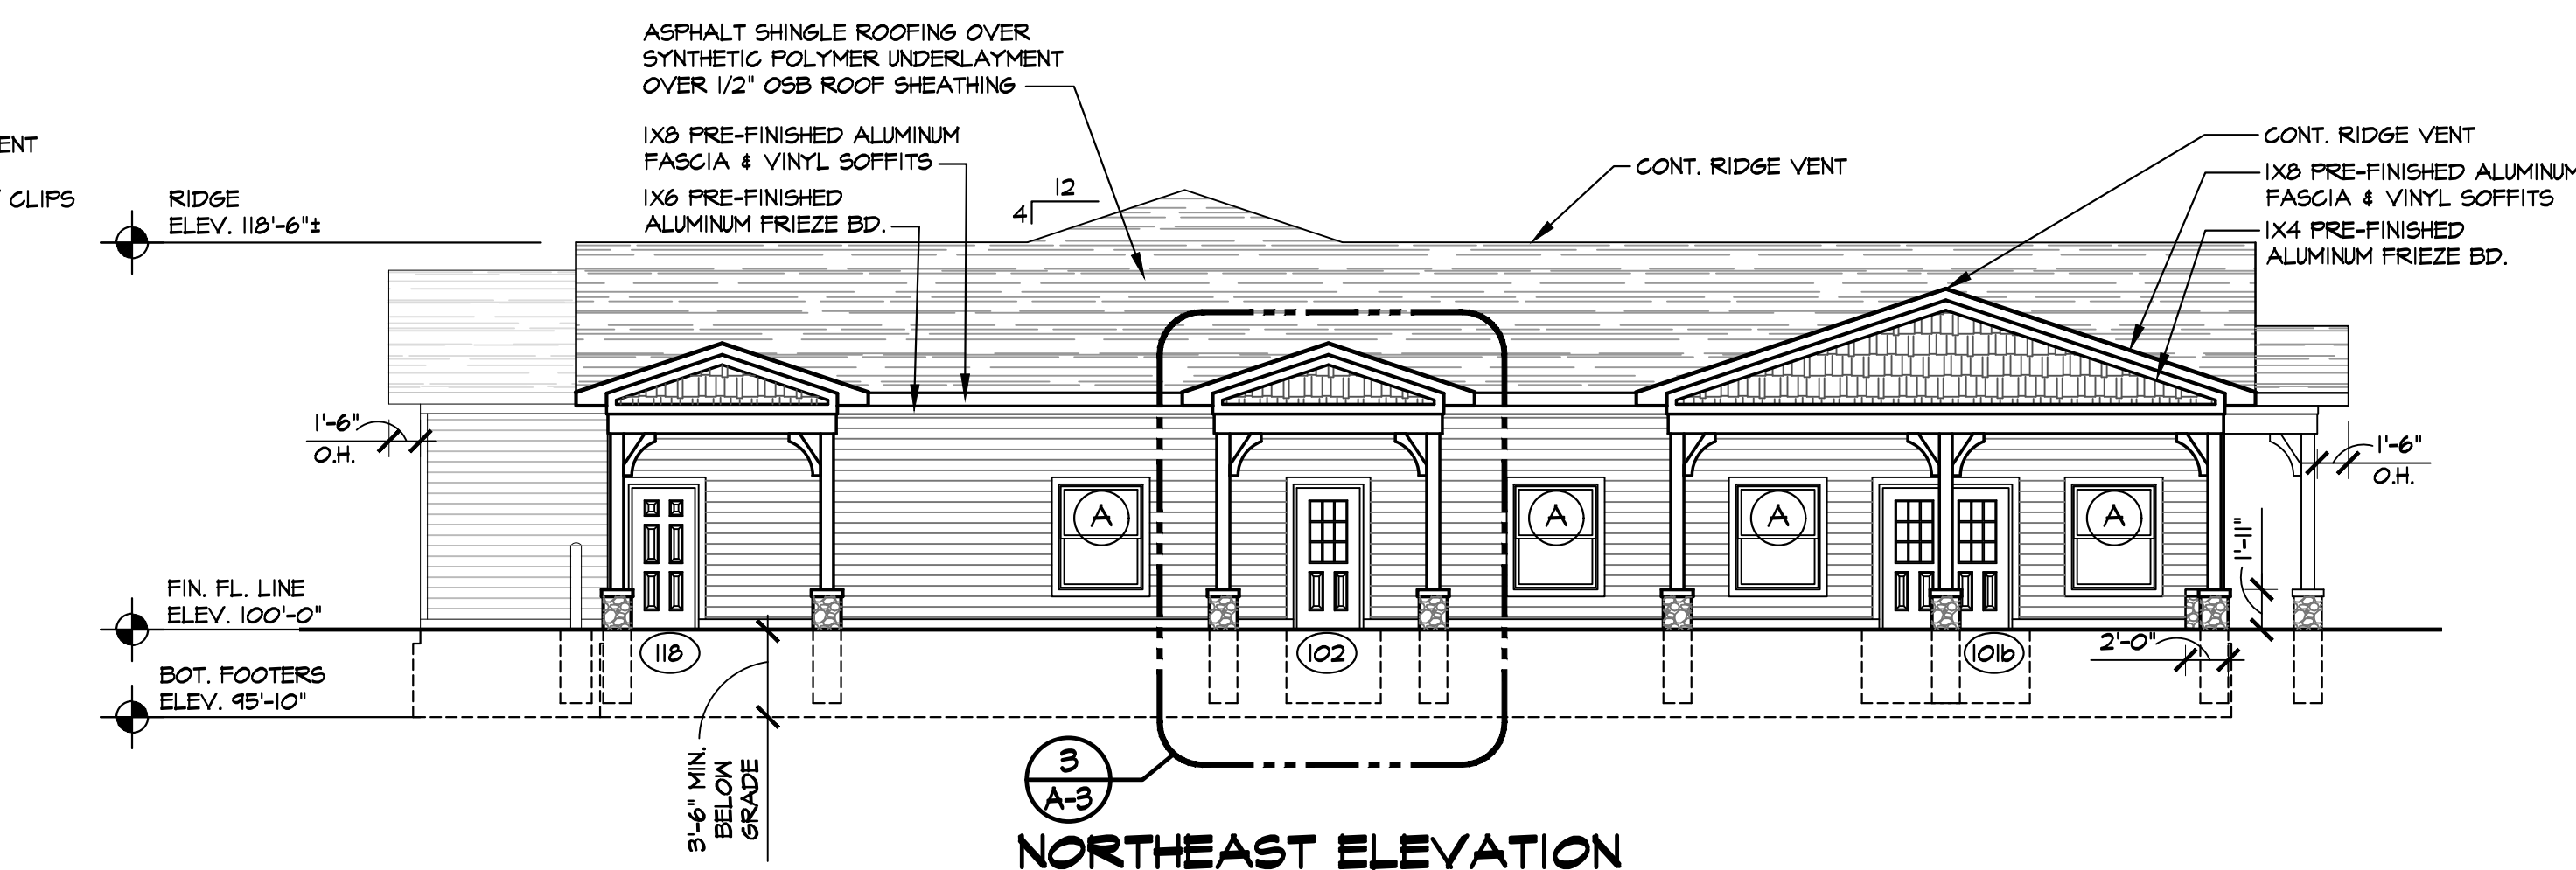 ENT
CLIPS
RIDGE
ELEV. 118'-6"±
FIN. FL. LINE
ELEV. 100'-0"
BOT. FOOTERS
ELEV. 95'-10"
ASPHALT SHINGLE ROOFING OVER
SYNTHETIC POLYMER UNDERLAYMENT
OVER 1/2" OSB ROOF SHEATHING
1X8 PRE-FINISHED ALUMINUM
FASCIA & VINYL SOFFITS
1X6 PRE-FINISHED
ALUMINUM FRIEZE BD.
12
4
CONT. RIDGE VENT
CONT. RIDGE VENT
1X8 PRE-FINISHED ALUMINUM
FASCIA & VINYL SOFFITS
1X4 PRE-FINISHED
ALUMINUM FRIEZE BD.
1'-6"
O.H.
1'-6"
O.H.
A
A
A
A
1'-11"
118
102
101b
2'-0"
3'-6" MIN.
BELOW
GRADE
3
A-3
NORTHEAST ELEVATION